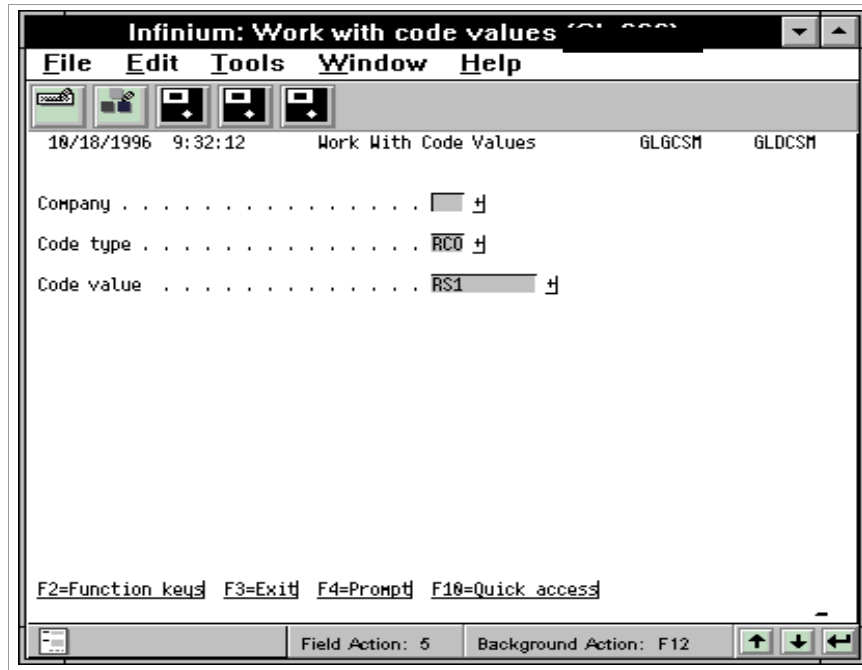 Infinium: Work with code values
File Edit Tools Window Help
10/18/1996 9:32:12 Work With Code Values GLGCSM GLDCSM
Company . . . . . . . . . . . . . . . +
Code type . . . . . . . . . . . . . . RCO +
Code value . . . . . . . . . . . . . RS1 +
F2=Function keys F3=Exit F4=Prompt F10=Quick access
Field Action: 5 Background Action: F12